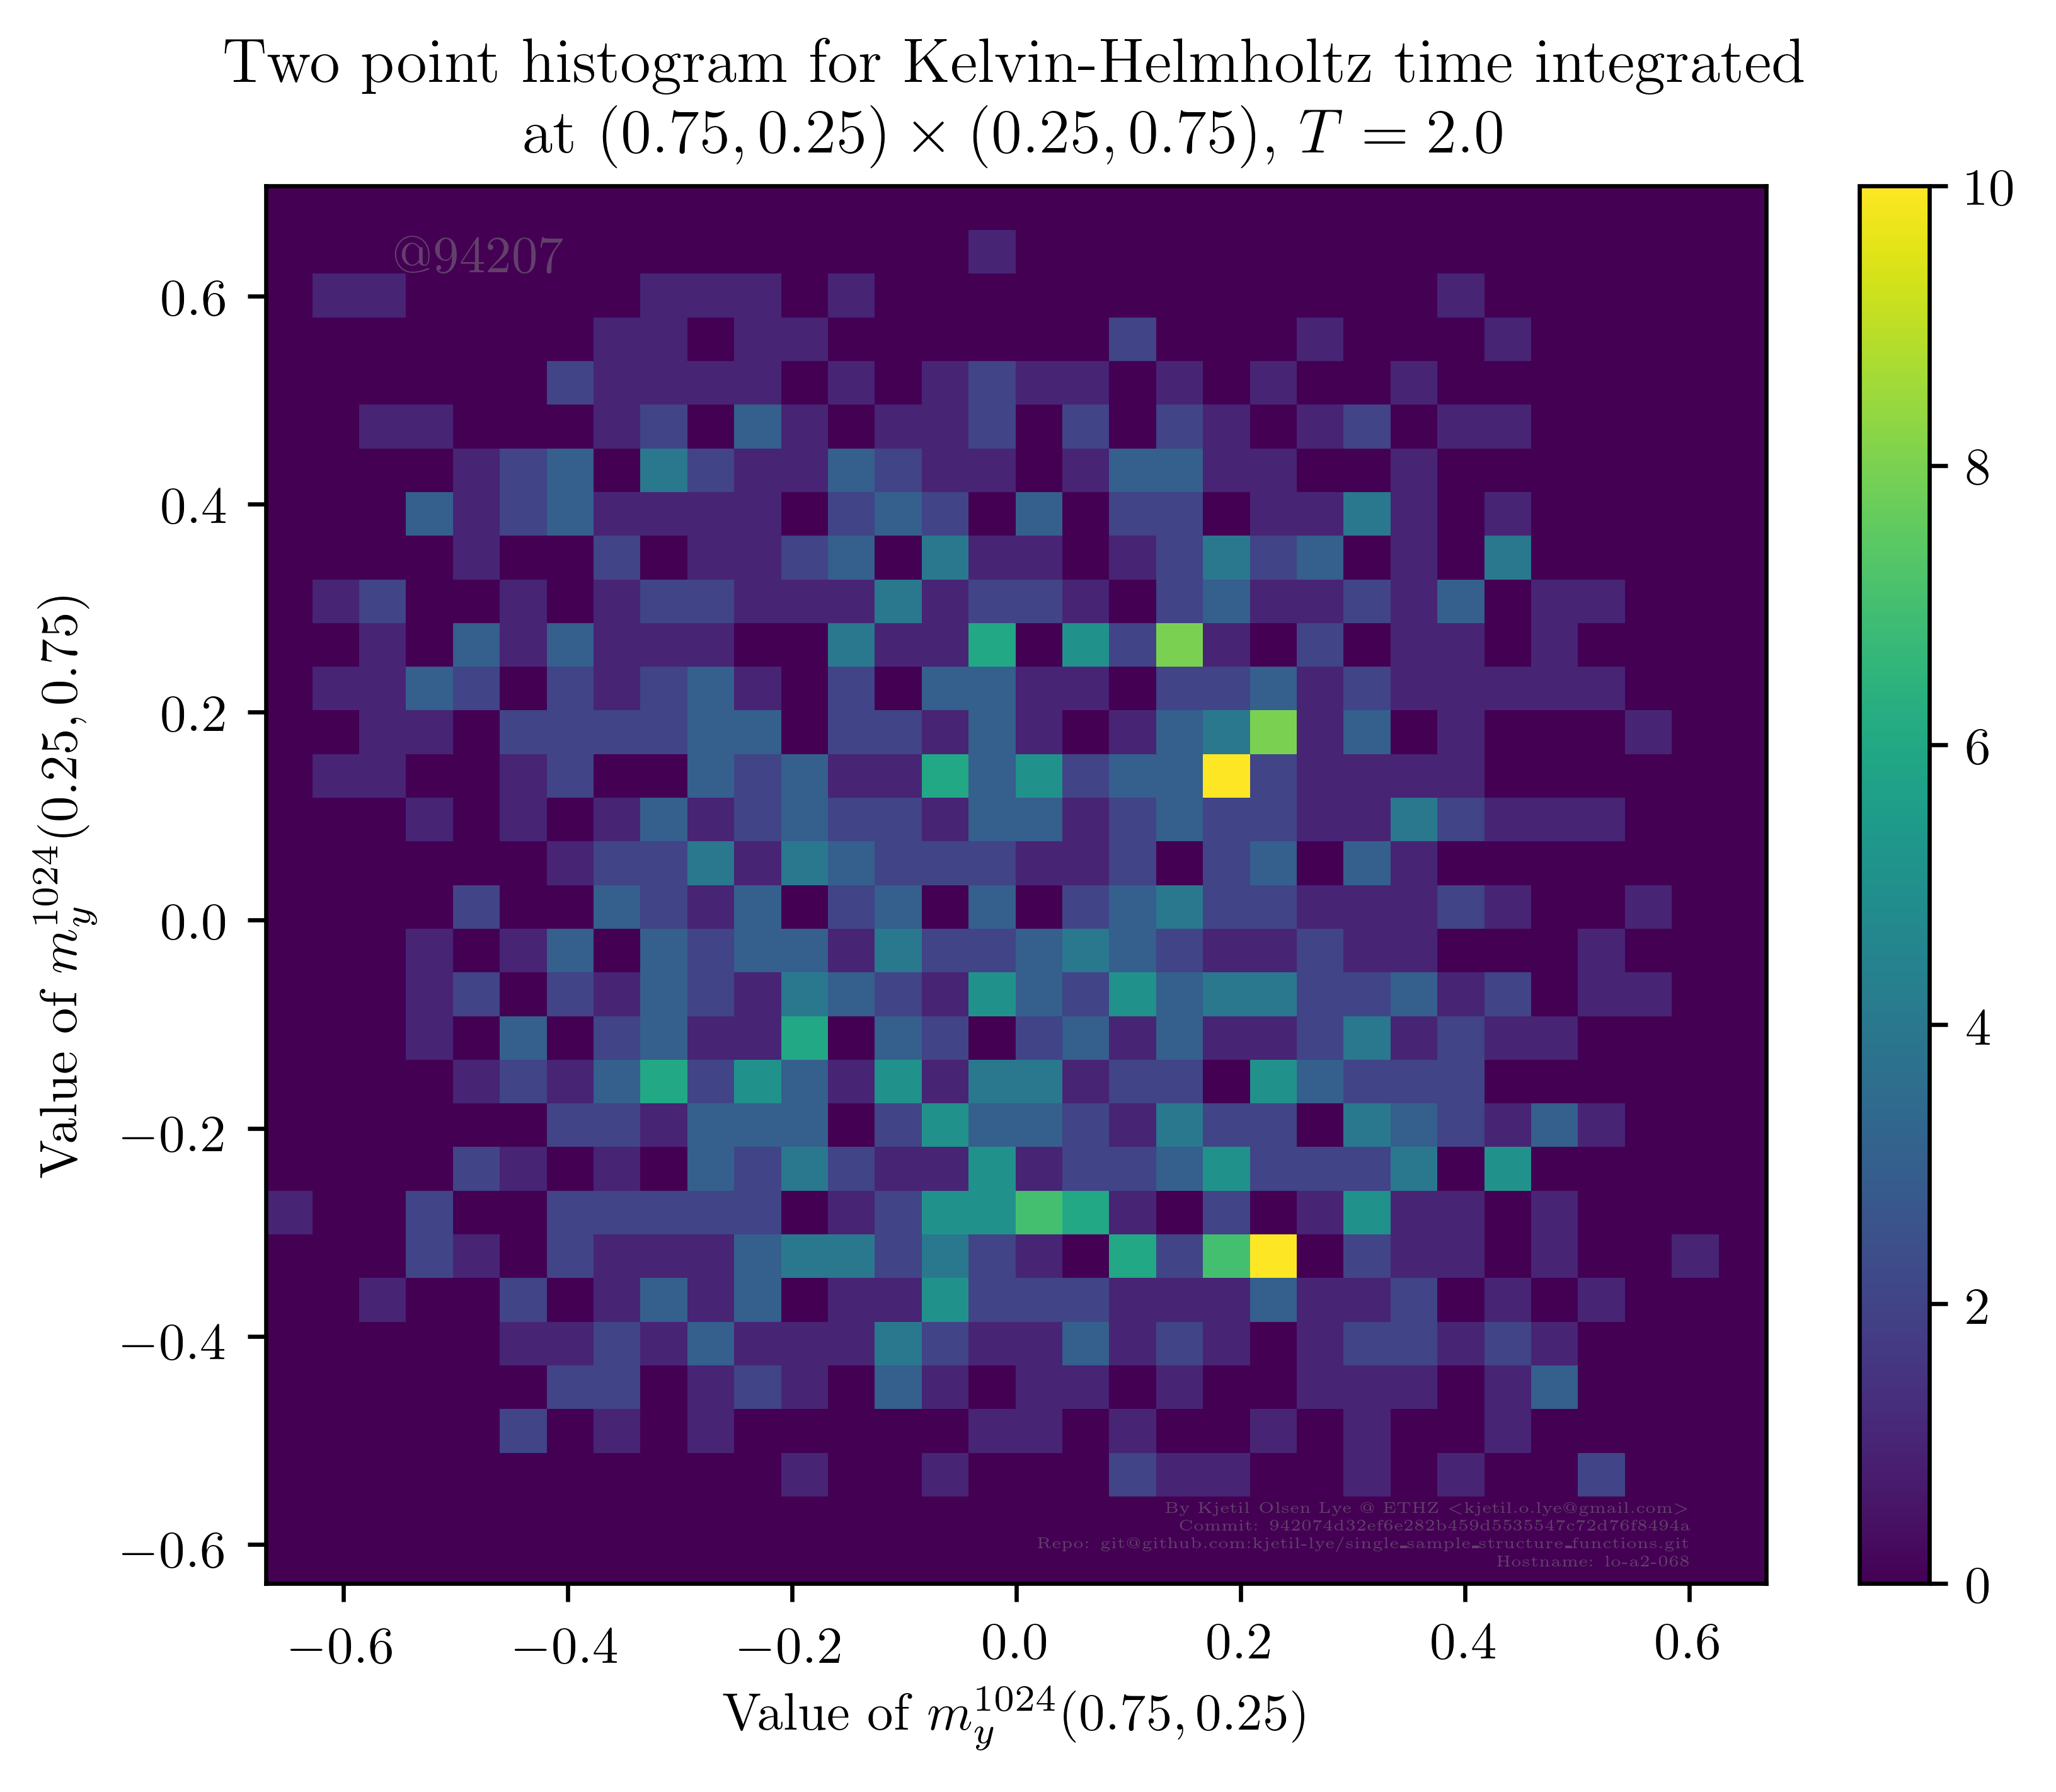 Two point histogram for Kelvin-Helmholtz time integrated
at (0.75, 0.25) × (0.25, 0.75), T = 2.0
@94207
10
8
6
4
2
0
0.6
0.4
0.2
0.0
−0.2
−0.4
−0.6
Value of m_y^{1024}(0.25, 0.75)
By Kjetil Olsen Lye @ ETHZ <kjetil.o.lye@gmail.com>
Commit: 942074d32ef6e282b459d5535547c72d76f8494a
Repo: git@github.com:kjetil-lye/single_sample_structure_functions.git
Hostname: lo-a2-068
−0.6 −0.4 −0.2 0.0 0.2 0.4 0.6
Value of m_y^{1024}(0.75, 0.25)